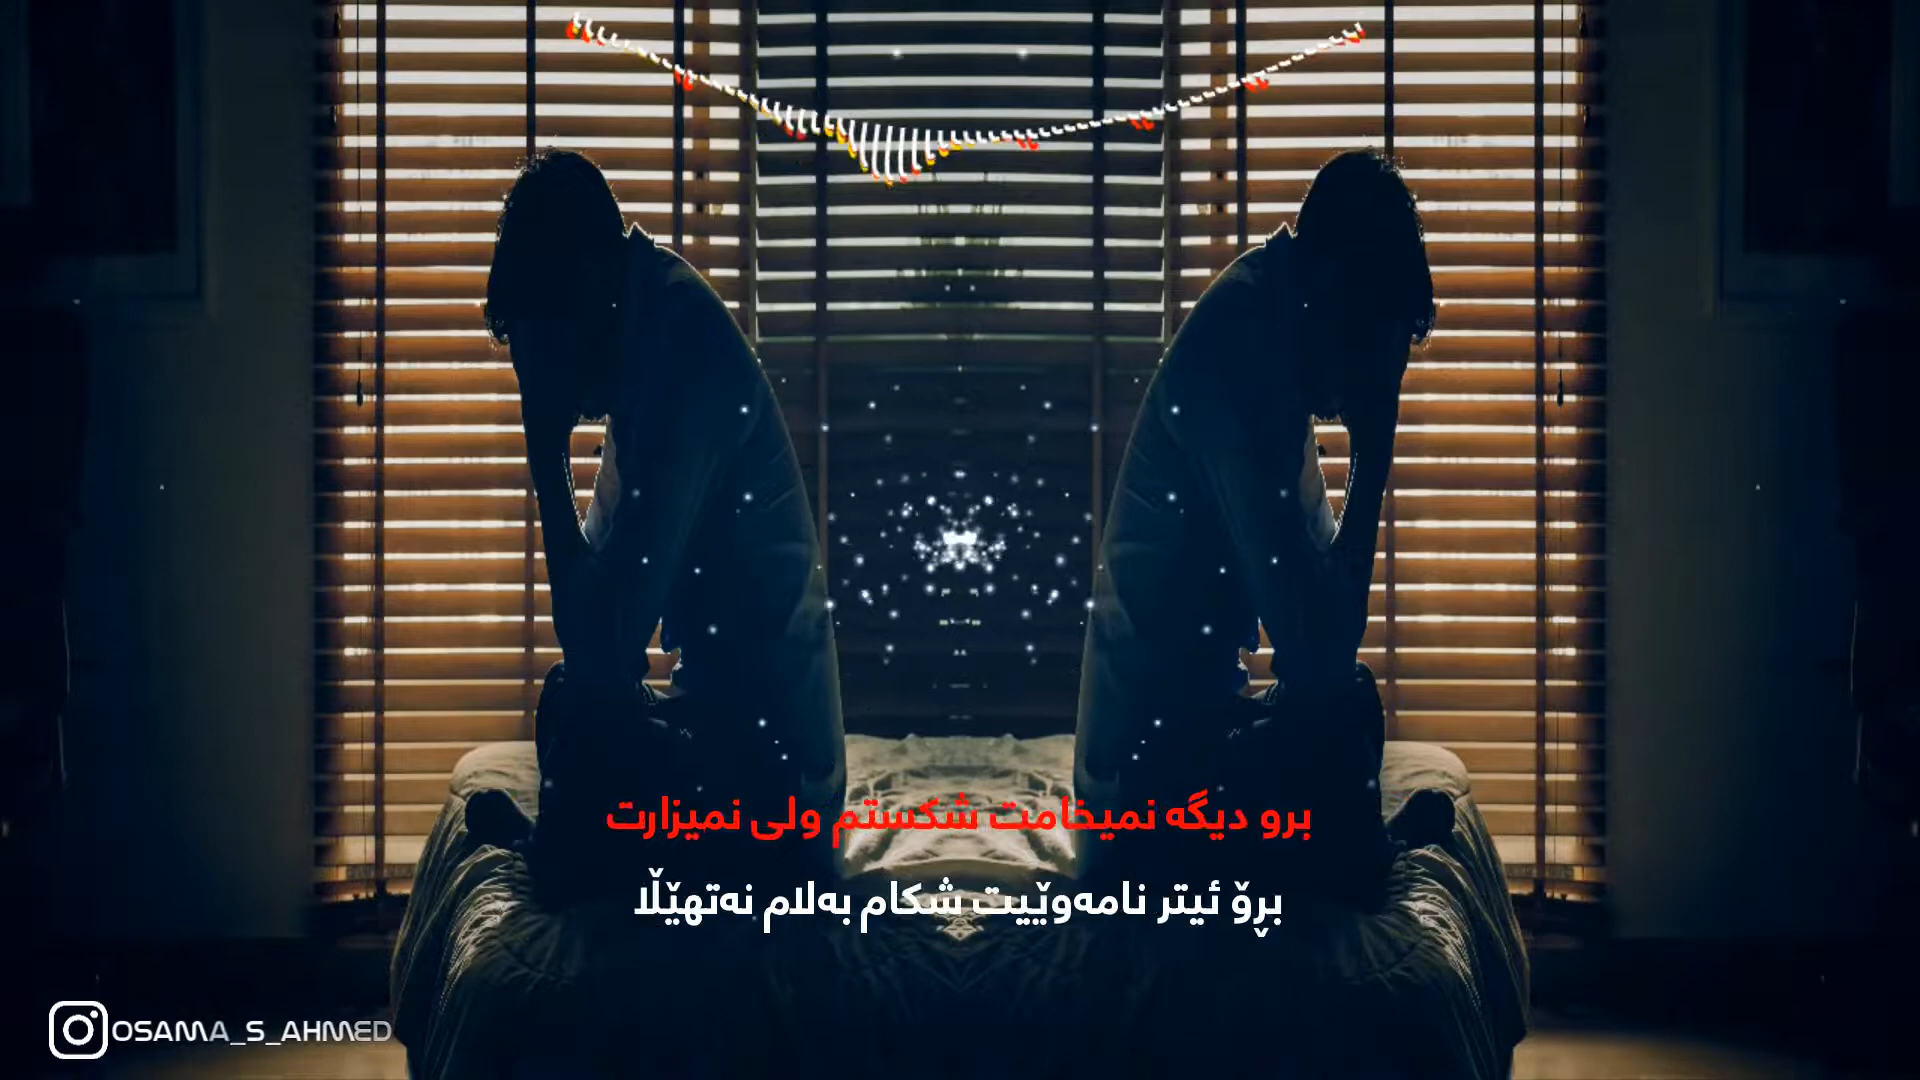 برو دیگه نمیخامت شکستم ولی نمیزارت
بڕۆ ئیتر نامەوێیت شکام بەلام نەتهێڵا
OSAMA_S_AHMED